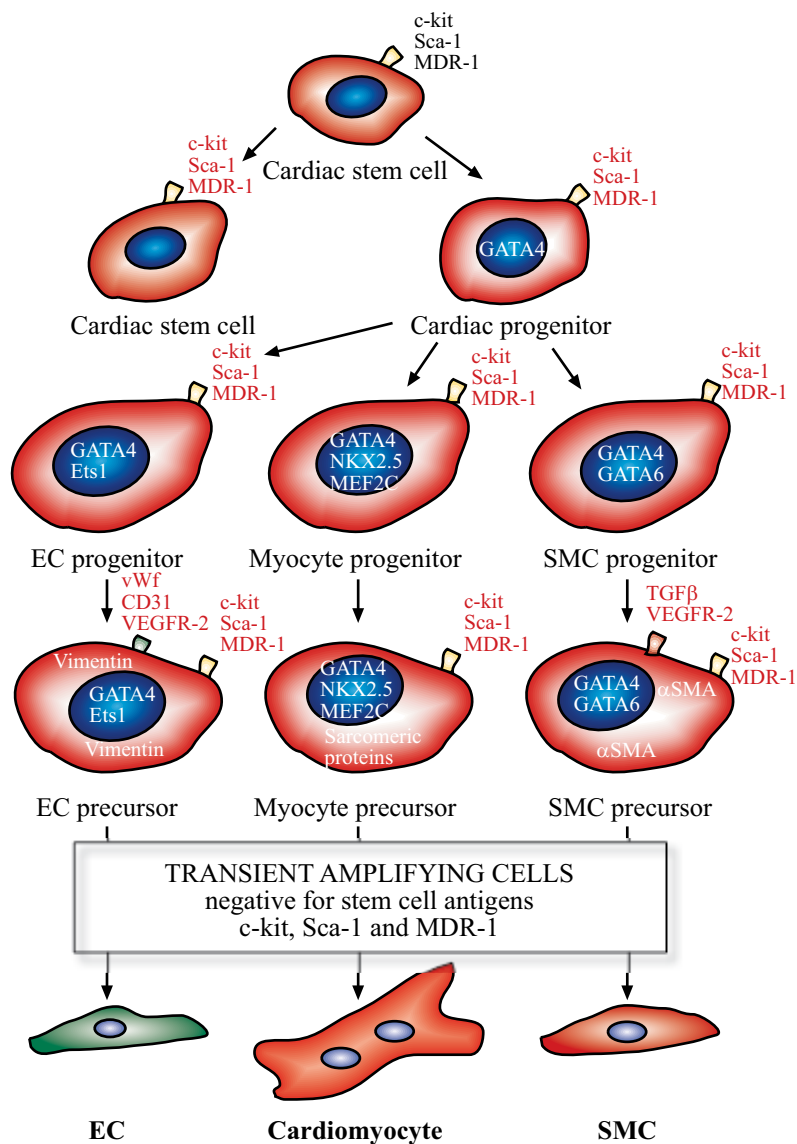 c-kit
Sca-1
MDR-1
Cardiac stem cell
c-kit
Sca-1
MDR-1
Cardiac stem cell
c-kit
Sca-1
MDR-1
GATA4
Cardiac progenitor
c-kit
Sca-1
MDR-1
GATA4
Ets1
EC progenitor
c-kit
Sca-1
MDR-1
GATA4
NKX2.5
MEF2C
Myocyte progenitor
c-kit
Sca-1
MDR-1
GATA4
GATA6
SMC progenitor
vWf
CD31
VEGFR-2
c-kit
Sca-1
MDR-1
Vimentin
GATA4
Ets1
Vimentin
EC precursor
c-kit
Sca-1
MDR-1
GATA4
NKX2.5
MEF2C
Sarcomeric
proteins
Myocyte precursor
TGFβ
VEGFR-2
c-kit
Sca-1
MDR-1
GATA4
GATA6
αSMA
αSMA
SMC precursor
TRANSIENT AMPLIFYING CELLS
negative for stem cell antigens
c-kit, Sca-1 and MDR-1
EC
Cardiomyocyte
SMC